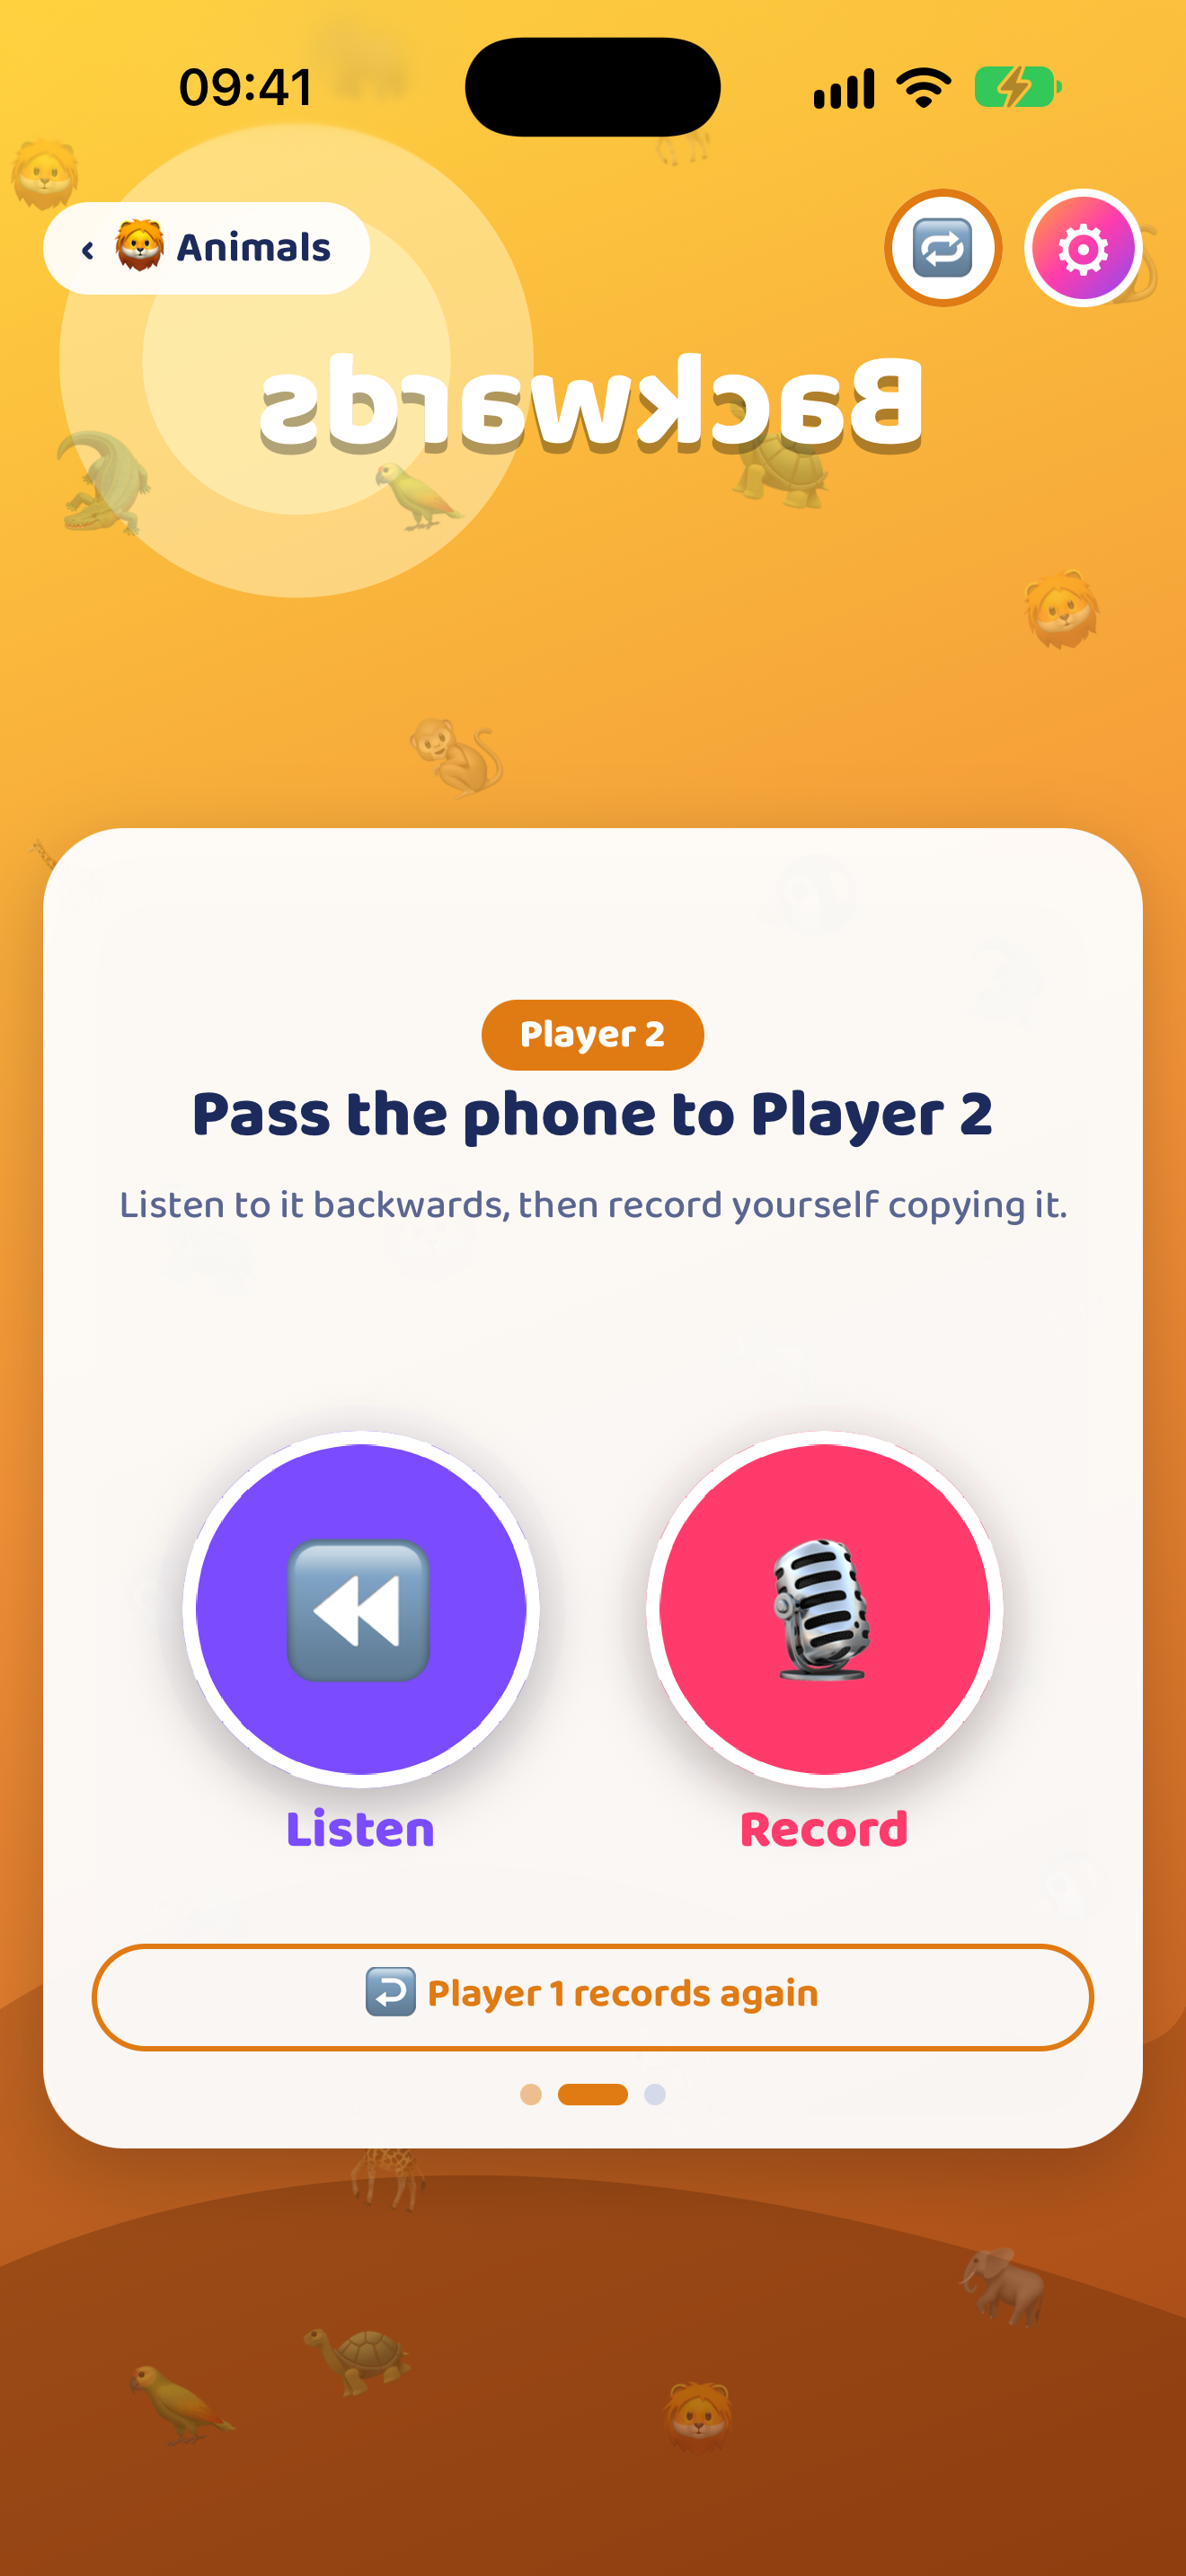 09:41
‹ Animals
Backwards
Player 2
Pass the phone to Player 2
Listen to it backwards, then record yourself copying it.
Listen
Record
Player 1 records again